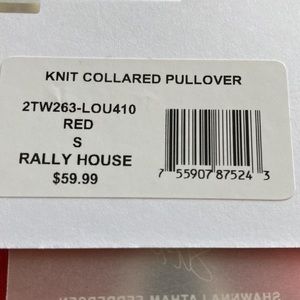 KNIT COLLARED PULLOVER
2TW263-LOU410
RED
S
RALLY HOUSE
$59.99
7 55907 87524 3